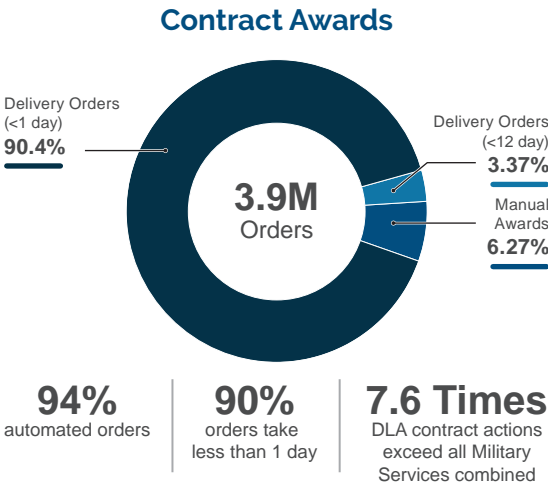 Contract Awards
Delivery Orders
(<1 day)
90.4%
Delivery Orders
(<12 day)
3.37%
Manual
Awards
6.27%
3.9M
Orders
94%
automated orders
90%
orders take
less than 1 day
7.6 Times
DLA contract actions
exceed all Military
Services combined